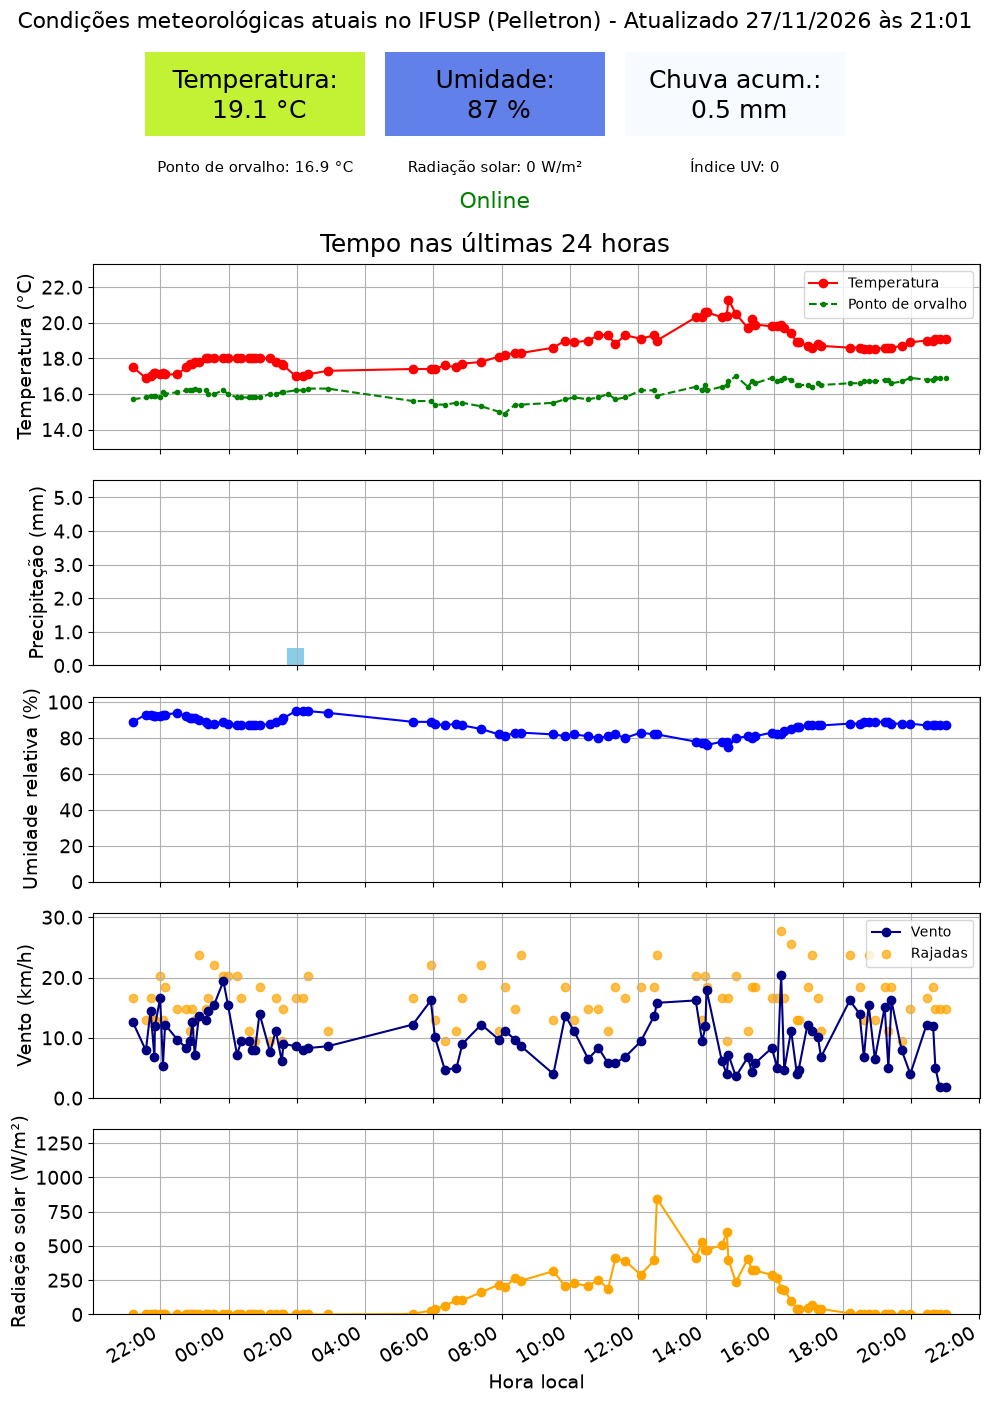 Condições meteorológicas atuais no IFUSP (Pelletron) - Atualizado 27/11/2026 às 21:01
Temperatura:
19.1 °C
Umidade:
87 %
Chuva acum.:
0.5 mm
Ponto de orvalho: 16.9 °C
Radiação solar: 0 W/m²
Índice UV: 0
Online
Tempo nas últimas 24 horas
Temperatura (°C)
22.0
20.0
18.0
16.0
14.0
Temperatura
Ponto de orvalho
Precipitação (mm)
5.0
4.0
3.0
2.0
1.0
0.0
Umidade relativa (%)
100
80
60
40
20
0
Vento (km/h)
30.0
20.0
10.0
0.0
Vento
Rajadas
Radiação solar (W/m²)
1250
1000
750
500
250
0
22:00
00:00
02:00
04:00
06:00
08:00
10:00
12:00
14:00
16:00
18:00
20:00
22:00
Hora local